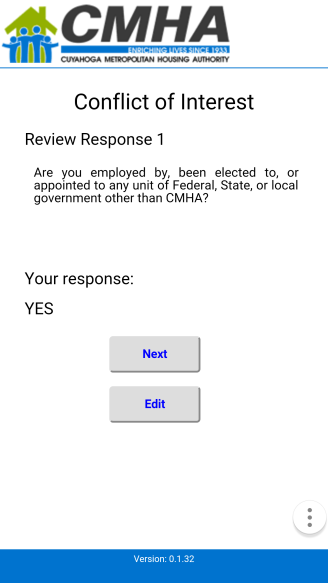 CMHA
ENRICHING LIVES SINCE 1933
CUYAHOGA METROPOLITAN HOUSING AUTHORITY
Conflict of Interest
Review Response 1
Are you employed by, been elected to, or
appointed to any unit of Federal, State, or local
government other than CMHA?
Your response:
YES
Next
Edit
Version: 0.1.32